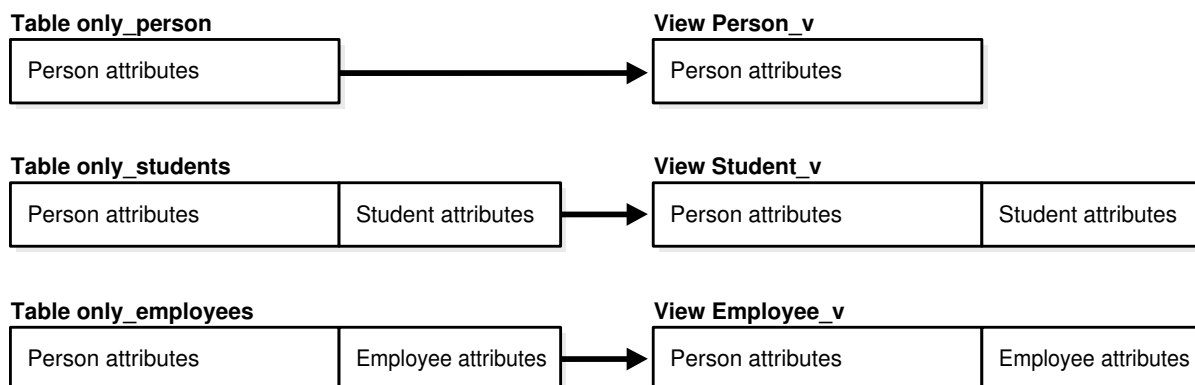 Table only_person View Person_v
Person attributes Person attributes
Table only_students View Student_v
Person attributes Student attributes Person attributes Student attributes
Table only_employees View Employee_v
Person attributes Employee attributes Person attributes Employee attributes